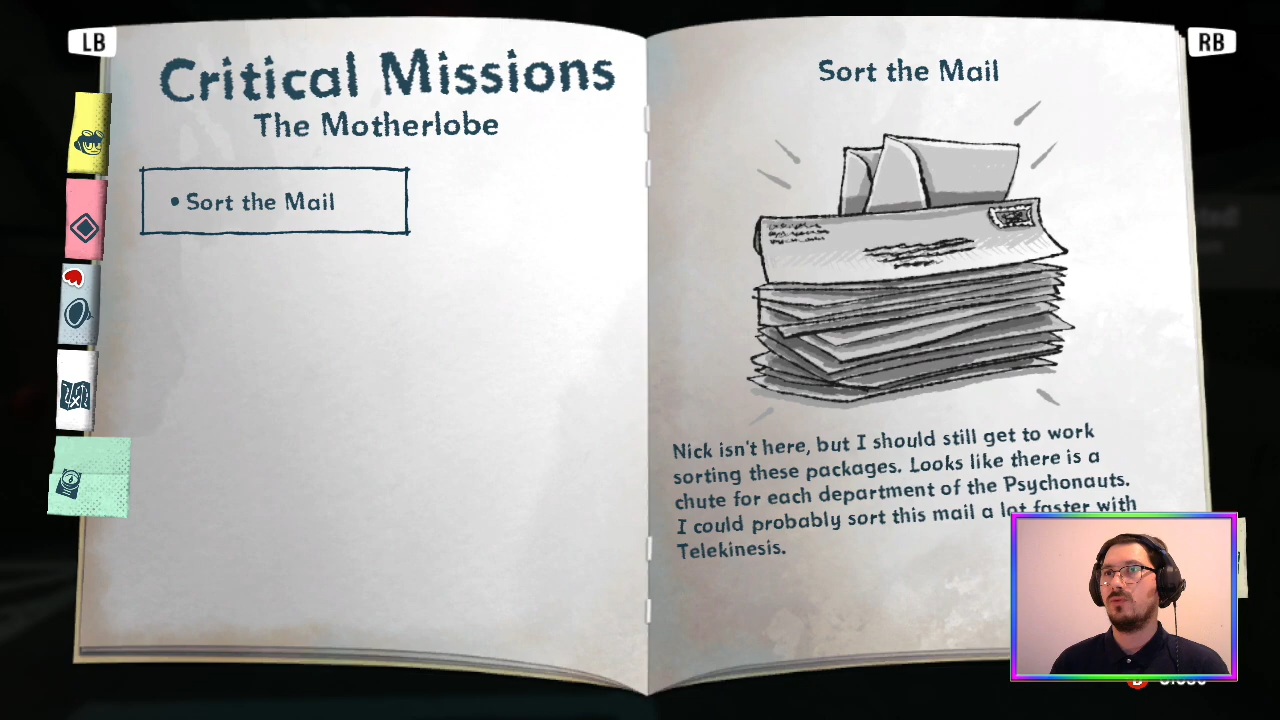 LB
RB
Critical Missions
The Motherlobe
• Sort the Mail
Sort the Mail
Nick isn't here, but I should still get to work
sorting these packages. Looks like there is a
chute for each department of the Psychonauts.
I could probably sort this mail a lot faster with
Telekinesis.